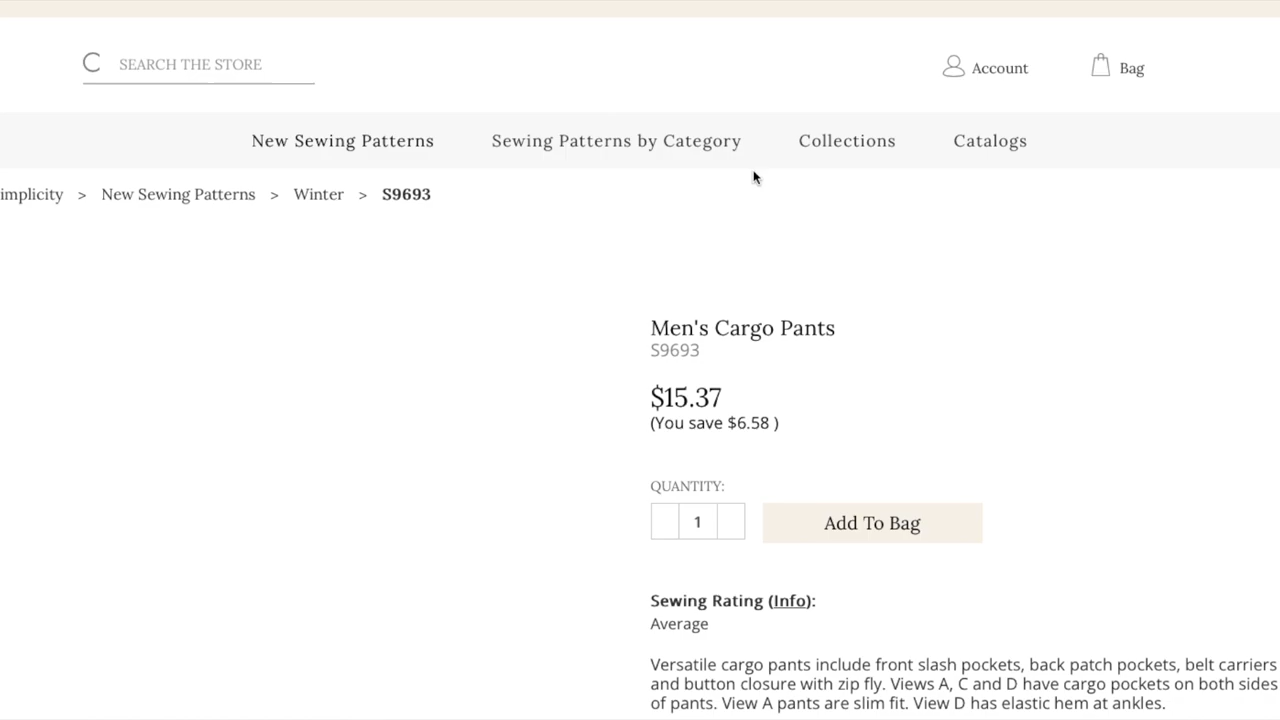 SEARCH THE STORE
Account
Bag
New Sewing Patterns Sewing Patterns by Category Collections Catalogs
implicity > New Sewing Patterns > Winter > S9693
Men's Cargo Pants
S9693
$15.37
(You save $6.58 )
QUANTITY:
1
Add To Bag
Sewing Rating (Info):
Average
Versatile cargo pants include front slash pockets, back patch pockets, belt carriers
and button closure with zip fly. Views A, C and D have cargo pockets on both sides
of pants. View A pants are slim fit. View D has elastic hem at ankles.